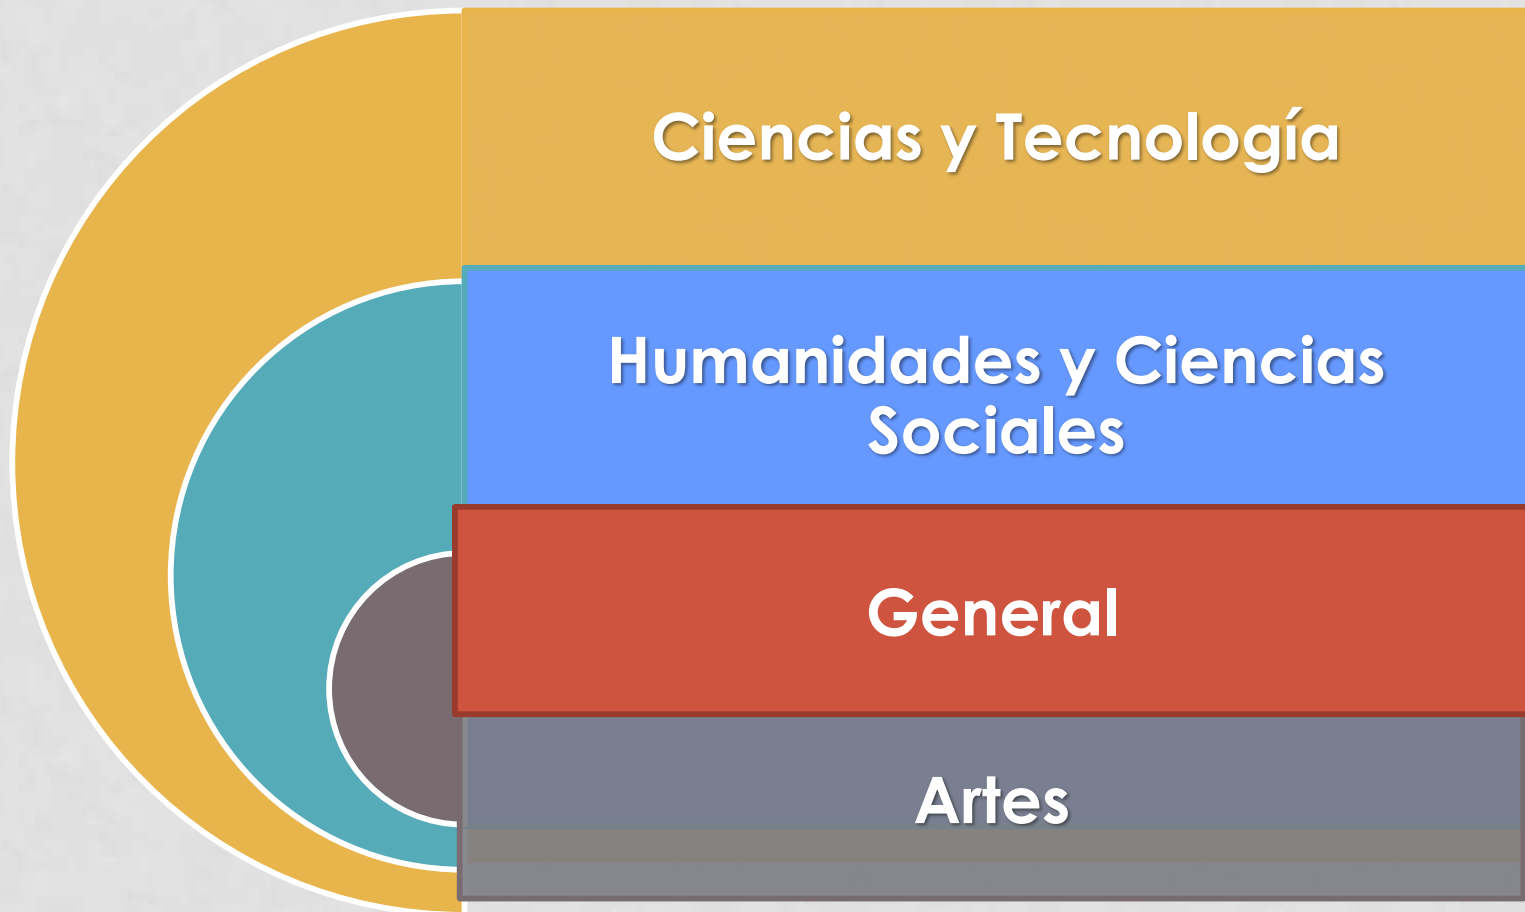 Ciencias y Tecnología
Humanidades y Ciencias
Sociales
General
Artes